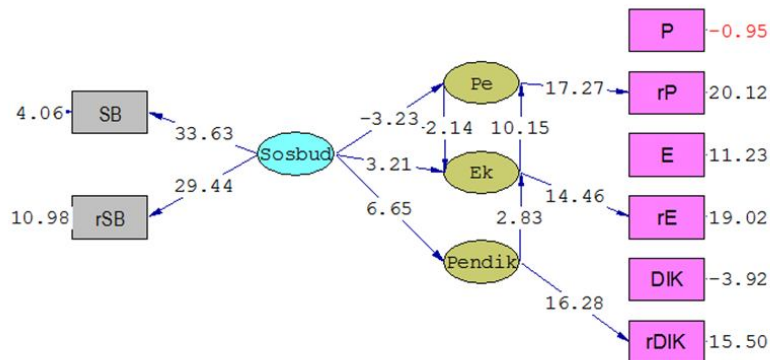 P
-0.95
Pe
17.27
rP
20.12
4.06
SB
33.63
-3.23
-2.14
10.15
E
11.23
Sosbud
3.21
Ek
14.46
29.44
6.65
2.83
10.98
rSB
rE
19.02
Pendik
DIK
-3.92
16.28
rDIK
15.50